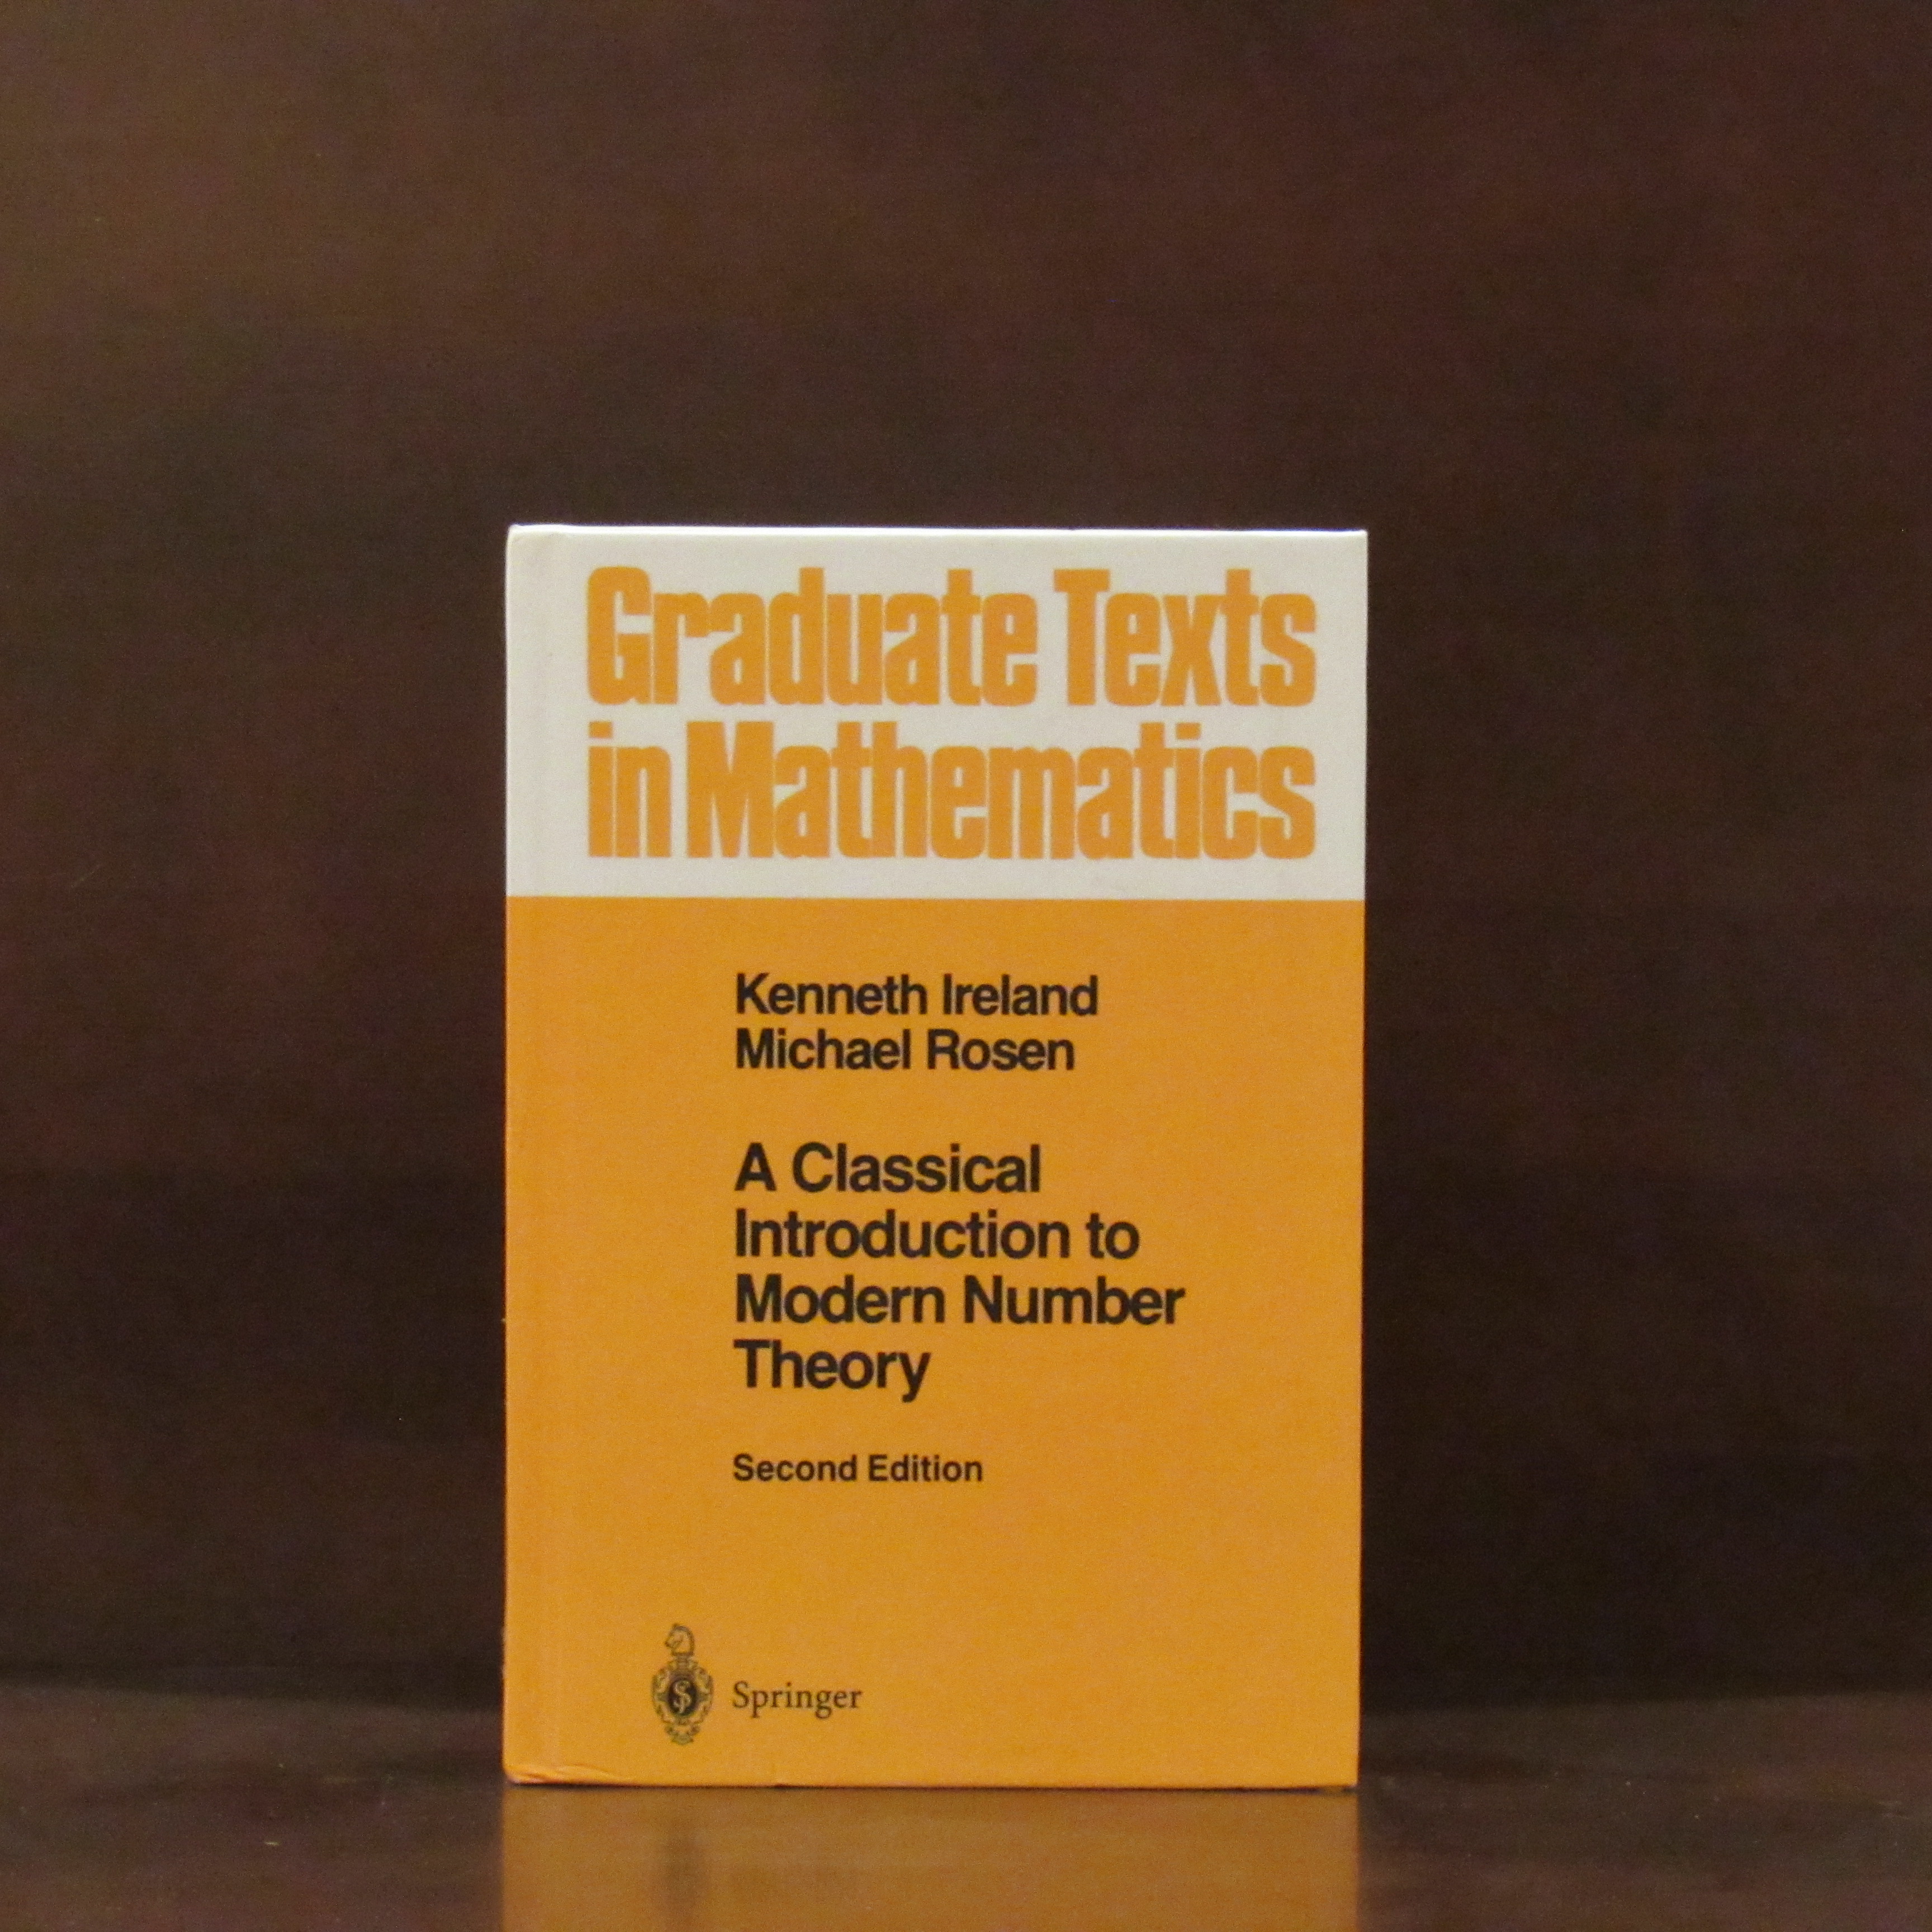 Graduate Texts
in Mathematics
Kenneth Ireland
Michael Rosen
A Classical
Introduction to
Modern Number
Theory
Second Edition
Springer